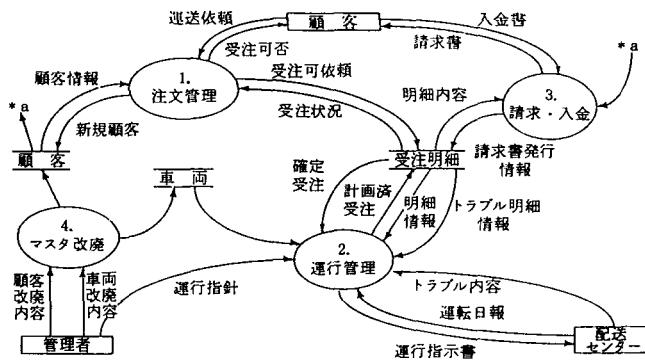 運送依頼
顧客
入金書
受注可否
請求書
*a
顧客情報
1.
注文管理
受注可依頼
3.
請求・入金
*a
明細内容
新規顧客
受注状況
顧客
車両
確定
受注
受注明細
請求書発行
情報
計画済
受注
明細
情報
トラブル明細
情報
4.
マスタ改廃
2.
運行管理
顧客
改廃
内容
車両
改廃
内容
運行指針
トラブル内容
運転日報
管理者
配送
センター
運行指示書